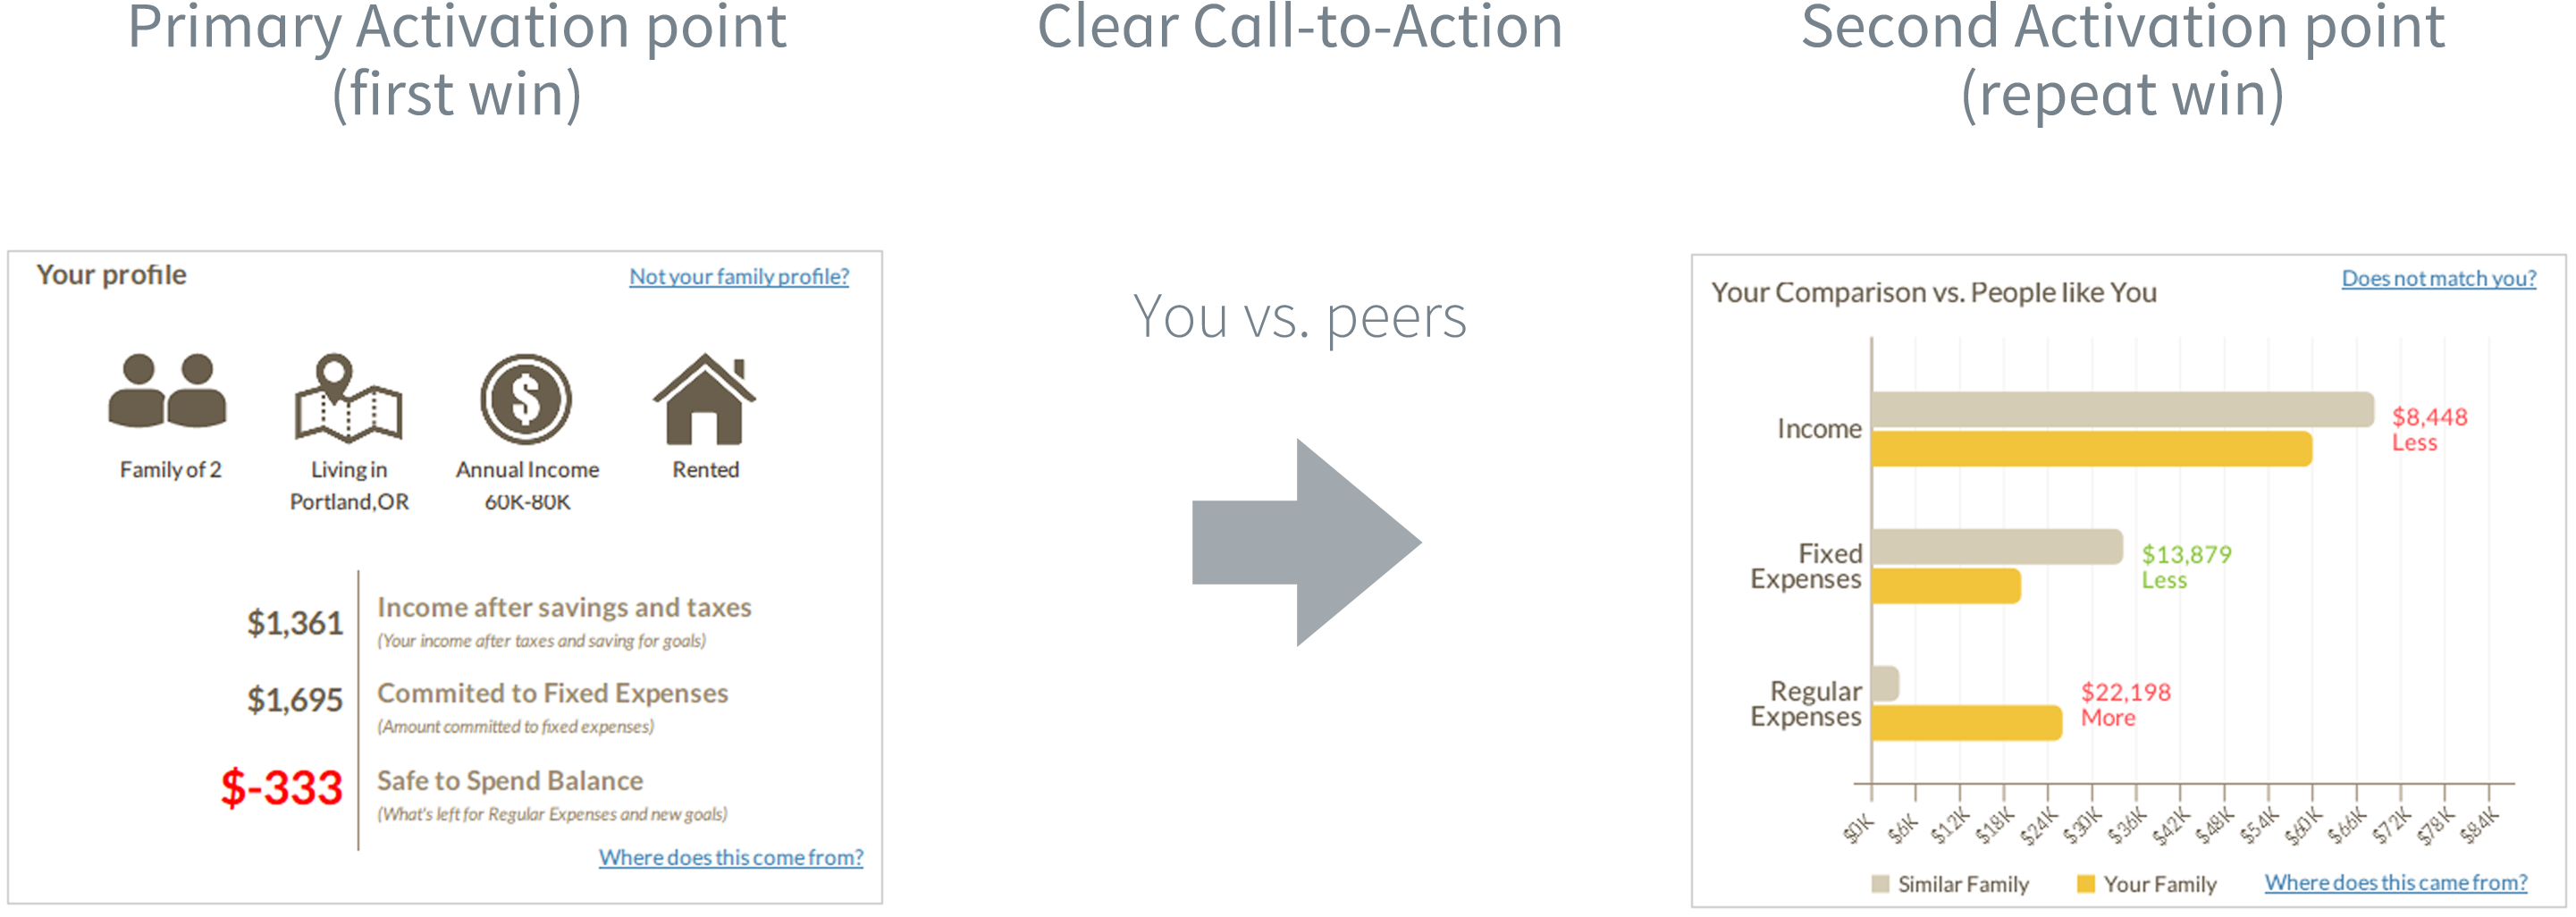 Primary Activation point
(first win)
Clear Call-to-Action
Second Activation point
(repeat win)
Your profile
Not your family profile?
Family of 2
Living in
Portland,OR
Annual Income
60K-80K
Rented
$1,361
Income after savings and taxes
(Your income after taxes and saving for goals)
$1,695
Commited to Fixed Expenses
(Amount committed to fixed expenses)
$-333
Safe to Spend Balance
(What's left for Regular Expenses and new goals)
Where does this come from?
You vs. peers
Your Comparison vs. People like You
Does not match you?
Income
$8,448
Less
Fixed
Expenses
$13,879
Less
Regular
Expenses
$22,198
More
$0K
$6K
$12K
$18K
$24K
$30K
$36K
$42K
$48K
$54K
$60K
$66K
$72K
$78K
$84K
Similar Family
Your Family
Where does this came from?